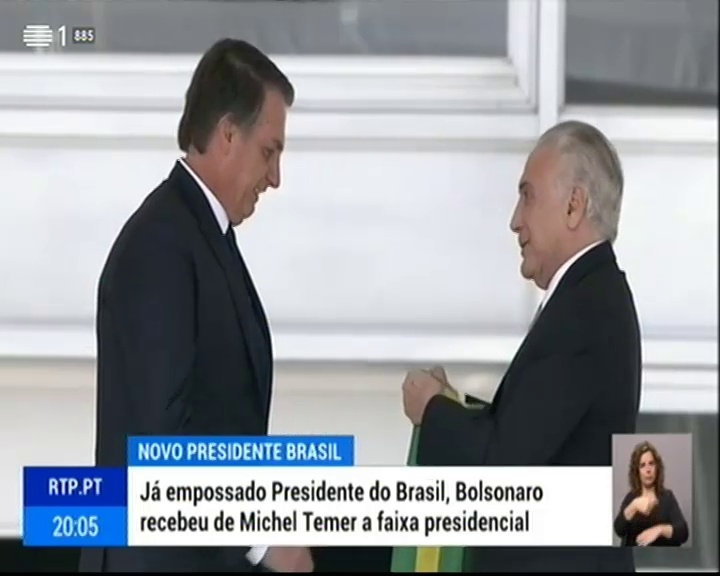 1 885
NOVO PRESIDENTE BRASIL
RTP.PT
20:05
Já empossado Presidente do Brasil, Bolsonaro
recebeu de Michel Temer a faixa presidencial